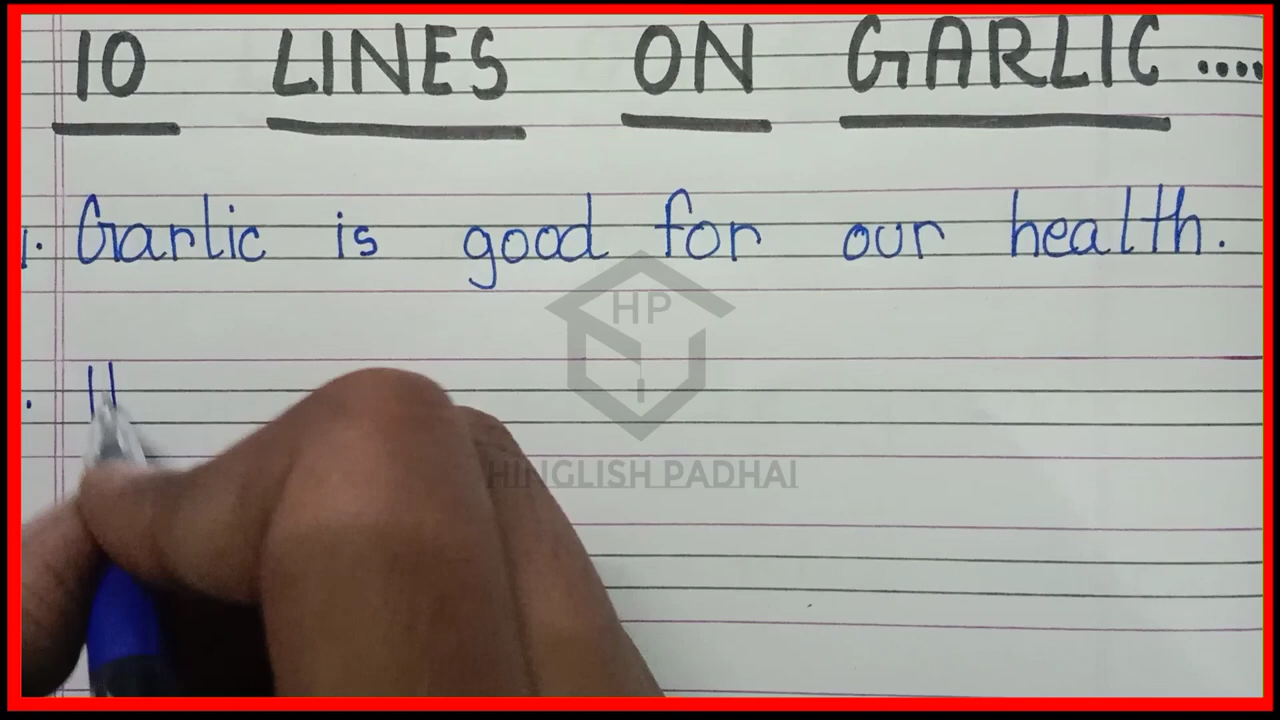 10 LINES ON GARLIC....
1. Garlic is good for our health.
HP
HINGLISH PADHAI